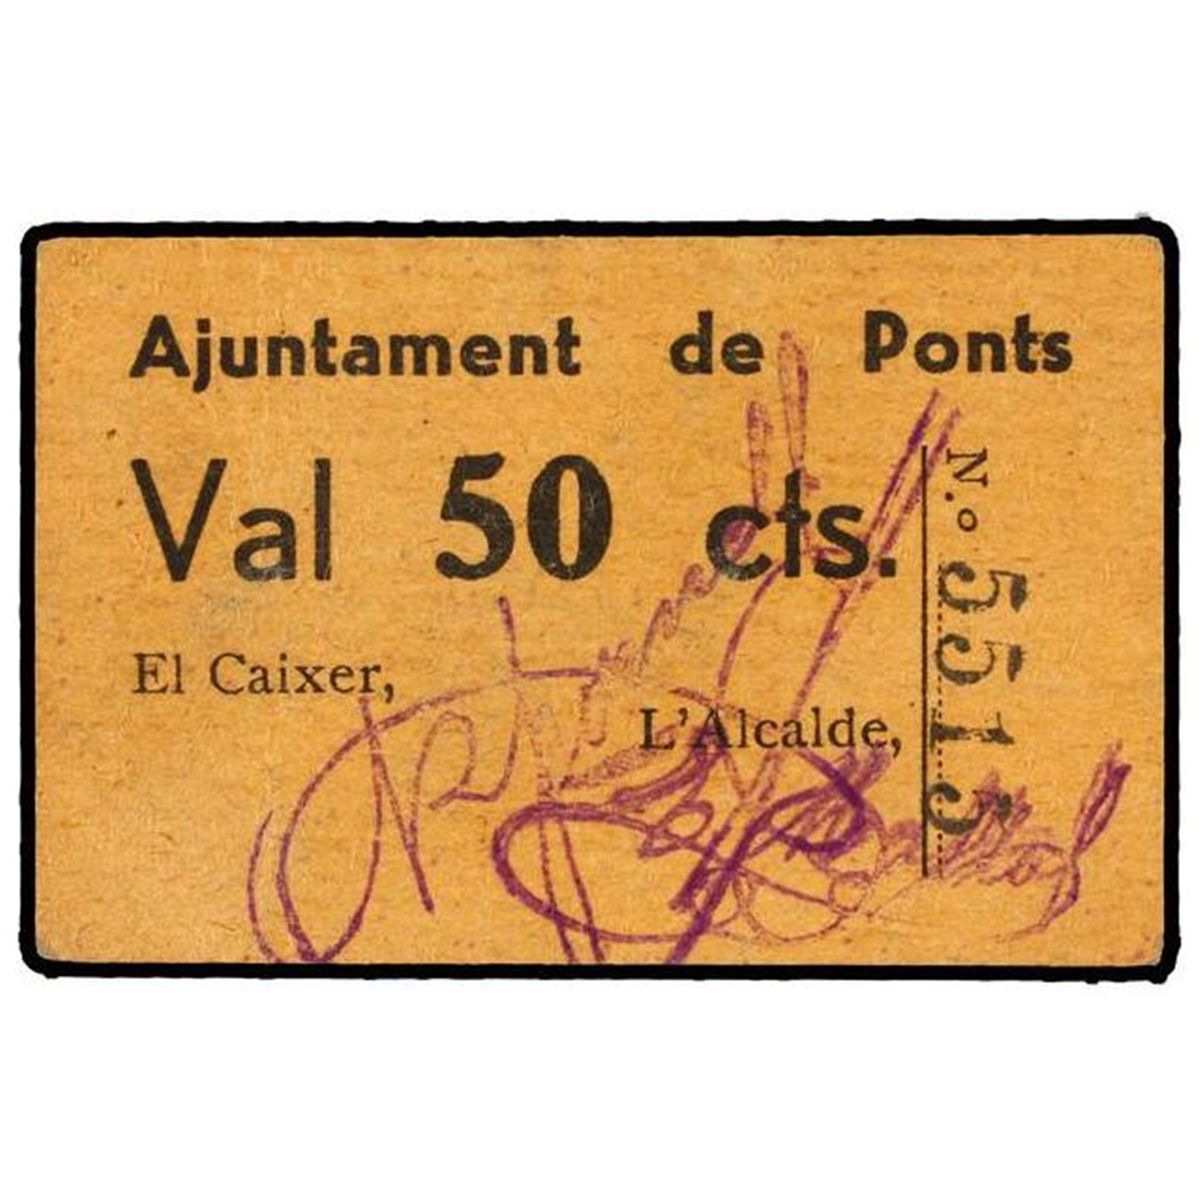 Ajuntament de Ponts
Val 50 cts.
El Caixer,
L'Alcalde,
N.º 5515